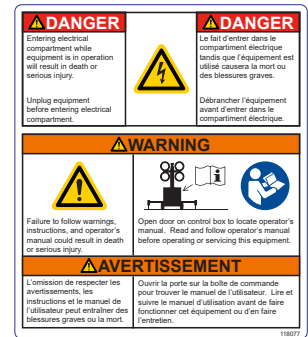 DANGER
Entering electrical
compartment while
equipment is in operation
will result in death or
serious injury.
Unplug equipment
before entering electrical
compartment.
DANGER
Le fait d'entrer dans le
compartiment électrique
tandis que l'équipement est
utilisé causera la mort ou
des blessures graves.
Débrancher l'équipement
avant d'entrer dans le
compartiment électrique.
WARNING
Failure to follow warnings,
instructions, and operator's
manual could result in death
or serious injury.
Open door on control box to locate operator's
manual. Read and follow operator's manual
before operating or servicing this equipment.
AVERTISSEMENT
L'omission de respecter les
avertissements, les
instructions et le manuel de
l'utilisateur peut entraîner des
blessures graves ou la mort.
Ouvrir la porte sur la boîte de commande
pour trouver le manuel de l'utilisateur. Lire et
suivre le manuel d'utilisation avant de faire
fonctionner cet équipement ou d'en faire
l'entretien.
118077